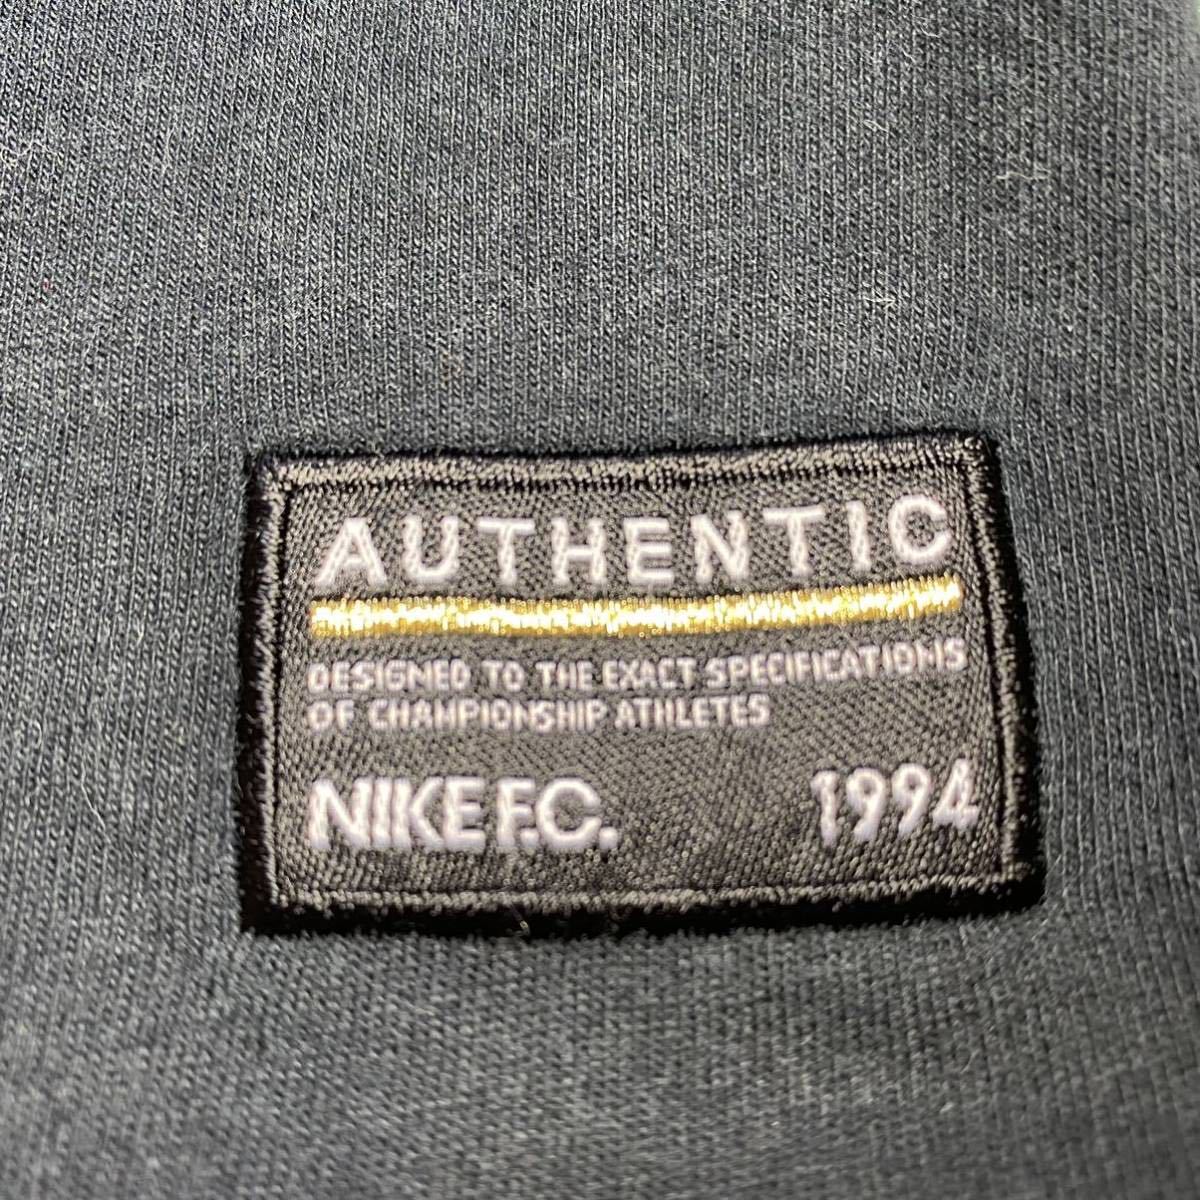 AUTHENTIC
DESIGNED TO THE EXACT SPECIFICATIONS
OF CHAMPIONSHIP ATHLETES
NIKE F.C. 1994